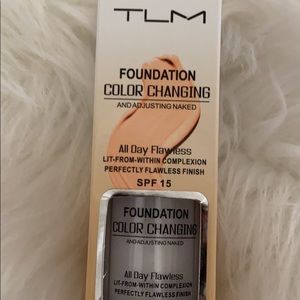 TLM
FOUNDATION
COLOR CHANGING
AND ADJUSTING NAKED
All Day Flawless
LIT-FROM-WITHIN COMPLEXION
PERFECTLY FLAWLESS FINISH
SPF 15
FOUNDATION
COLOR CHANGING
AND ADJUSTING NAKED
All Day Flawless
LIT-FROM-WITHIN COMPLEXION
PERFECTLY FLAWLESS FINISH